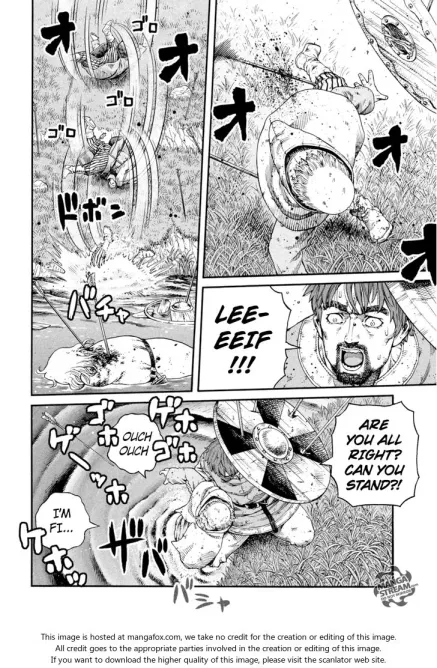 オ
オ
オ
オ
オ
ゴロ
ゴロ
ゴロ
ドボン
バチャ
LEE-
EEIF
!!!
ARE
YOU ALL
RIGHT?
CAN YOU
STAND?!
ゲホ
ゴホ
ゴホ
OUCH
OUCH
ゲーッホ
I'M
FI...
ザバ
バシャ
MANGA
STREAM
This image is hosted at mangafox.com, we take no credit for the creation or editing of this image.
All credit goes to the appropriate parties involved in the creation or editing of this image.
If you want to download the higher quality of this image, please visit the scanlator web site.